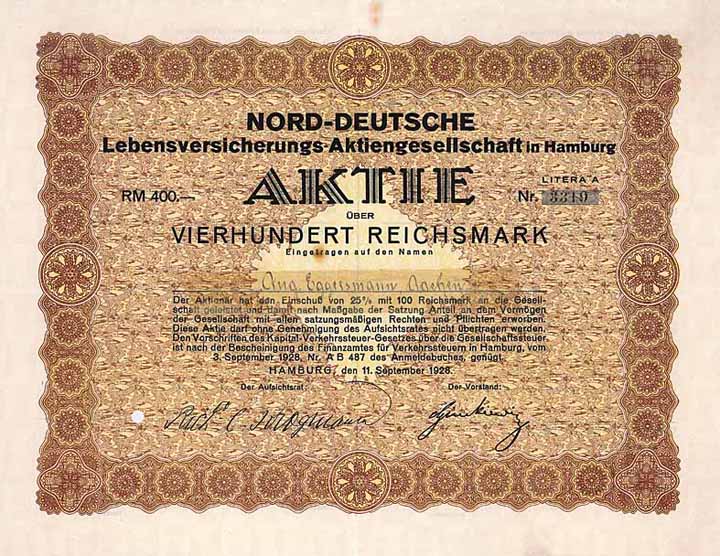 NORD-DEUTSCHE
Lebensversicherungs-Aktiengesellschaft in Hamburg
AKTIE
LITERA A
RM 400.—
Nr. 3319
ÜBER
VIERHUNDERT REICHSMARK
Eingetragen auf den Namen
Aug. Eggersmann Aachen
Der Aktionär hat den Einschuß von 25% mit 100 Reichsmark an die Gesell-
schaft geleistet und damit nach Maßgabe der Satzung Anteil an dem Vermögen
der Gesellschaft mit allen satzungsmäßigen Rechten und Pflichten erworben.
Diese Aktie darf ohne Genehmigung des Aufsichtsrates nicht übertragen werden.
Den Vorschriften des Kapital-Verkehrssteuer-Gesetzes über die Gesellschaftssteuer
ist nach der Bescheinigung des Finanzamtes für Verkehrssteuern in Hamburg, vom
3. September 1928, Nr. A B 487 des Anmeldebuches, genügt.
HAMBURG, den 11. September 1928.
Der Aufsichtsrat:
Der Vorstand: